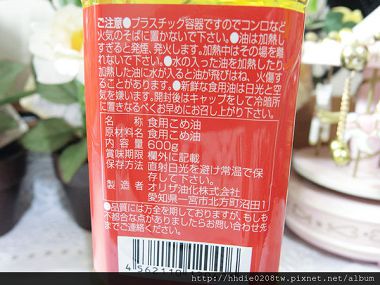 ご注意●プラスチック容器ですのでコンロなど
火気のそばに置かないで下さい。●油は加熱し
すぎると発煙、発火します。加熱中はその場を離
れないで下さい。●水の入った油を加熱したり、
加熱した油に水が入ると油が飛びはね、火傷す
ることがあります。●新鮮な食用油は日光と空
気を嫌います。開封後はキャップをして冷暗所
に置きなるべく早めにお召し上がり下さい。
名 称 食用こめ油
原材料名 食用こめ油
内容量 600g
賞味期限 欄外に記載
保存方法 直射日光を避け常温で保
存して下さい。
製造者 オリザ油化株式会社
愛知県一宮市北方町沼田1
●品質には万全を期しておりますが、もしも
不都合な点がありましたらお問い合わせ先
までご連絡ください。
4 562110
http://hhdie0208tw.pixnet.net/album